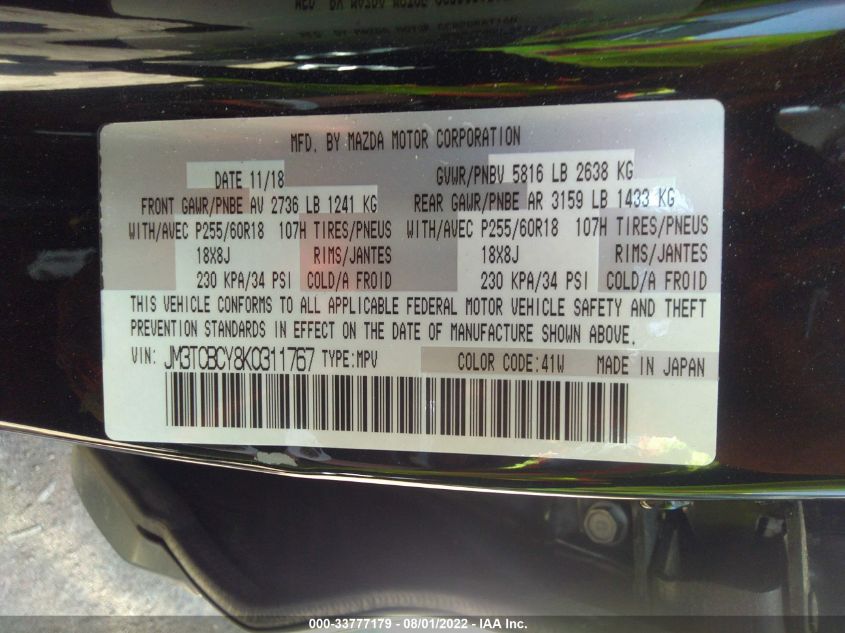 MFD. BY MAZDA MOTOR CORPORATION
DATE 11/18 GVWR/PNBV 5816 LB 2638 KG
FRONT GAWR/PNBE AV 2736 LB 1241 KG REAR GAWR/PNBE AR 3159 LB 1433 KG
WITH/AVEC P255/60R18 107H TIRES/PNEUS WITH/AVEC P255/60R18 107H TIRES/PNEUS
18X8J RIMS/JANTES 18X8J RIMS/JANTES
230 KPA/34 PSI COLD/A FROID 230 KPA/34 PSI COLD/A FROID
THIS VEHICLE CONFORMS TO ALL APPLICABLE FEDERAL MOTOR VEHICLE SAFETY AND THEFT
PREVENTION STANDARDS IN EFFECT ON THE DATE OF MANUFACTURE SHOWN ABOVE.
VIN: JM3TCBCY8K0311767 TYPE:MPV COLOR CODE:41W MADE IN JAPAN
000-33777179 - 08/01/2022 - IAA Inc.